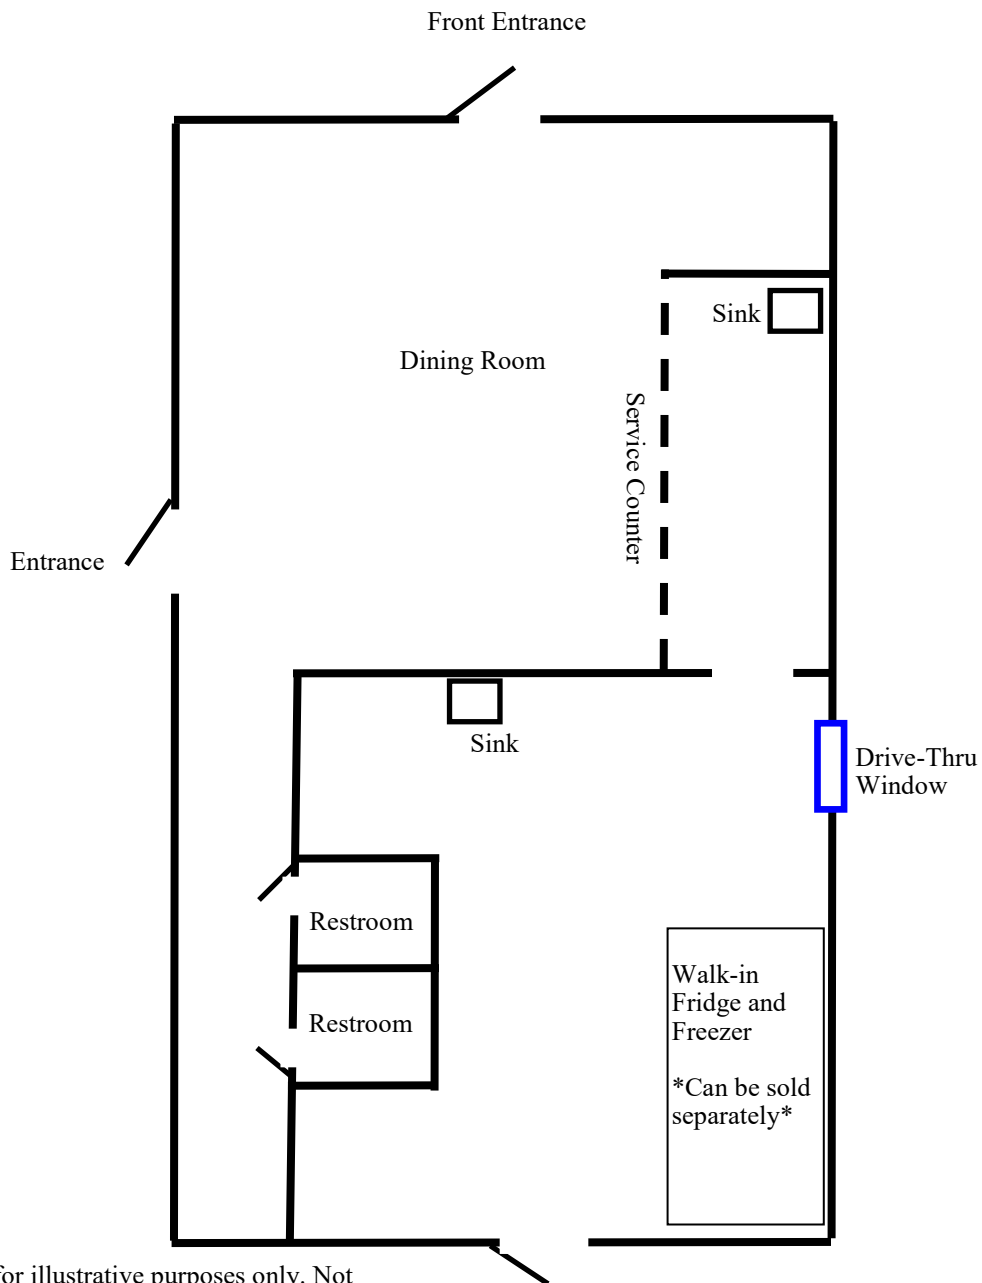 Front Entrance
Sink
Dining Room
Service Counter
Entrance
Sink
Drive-Thru
Window
Restroom
Walk-in
Fridge and
Freezer
Restroom
*Can be sold
separately*
for illustrative purposes only. Not